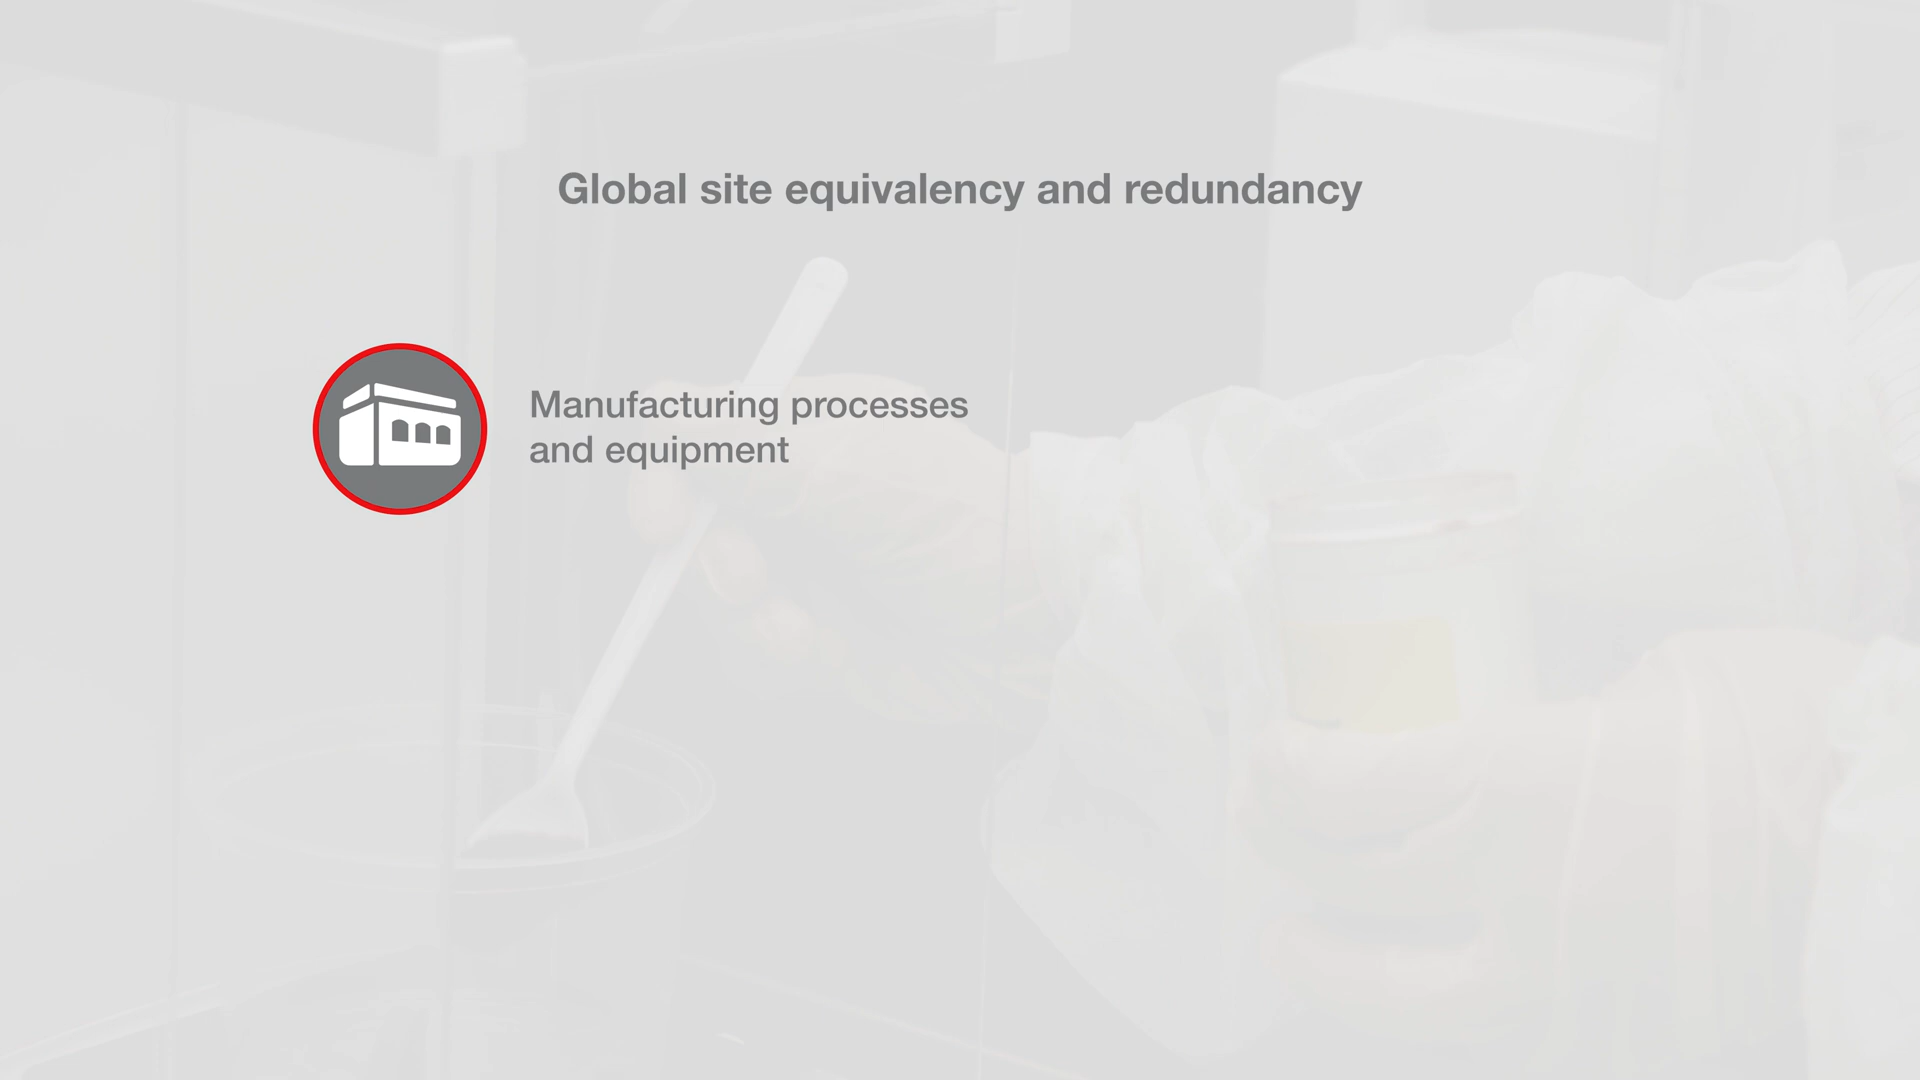 Global site equivalency and redundancy
Manufacturing processes
and equipment